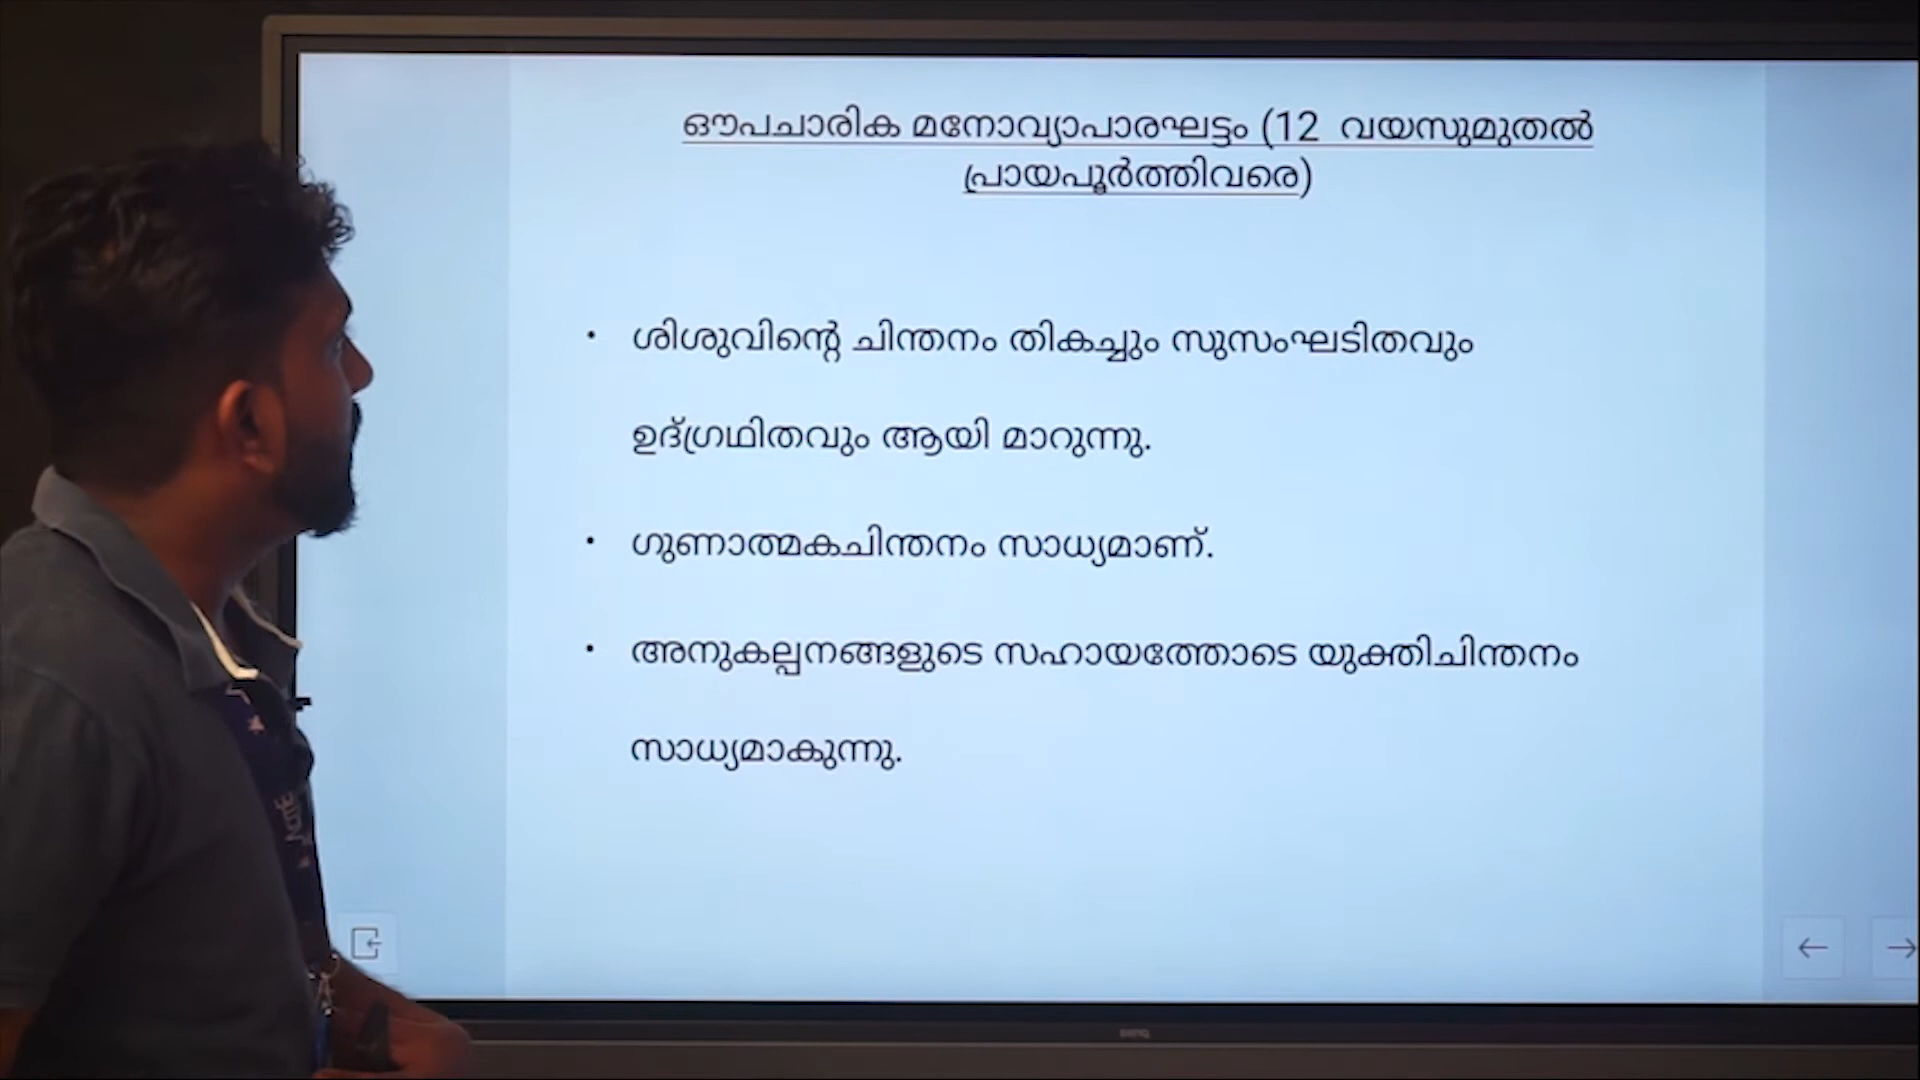 ഔപചാരിക മനോവ്യാപാരഘട്ടം (12 വയസുമുതൽ
പ്രായപൂർത്തിവരെ)
• ശിശുവിന്റെ ചിന്തനം തികച്ചും സുസംഘടിതവും
ഉദ്ഗ്രഥിതവും ആയി മാറുന്നു.
• ഗുണാത്മകചിന്തനം സാധ്യമാണ്.
• അനുകല്പനങ്ങളുടെ സഹായത്തോടെ യുക്തിചിന്തനം
സാധ്യമാകുന്നു.
BenQ